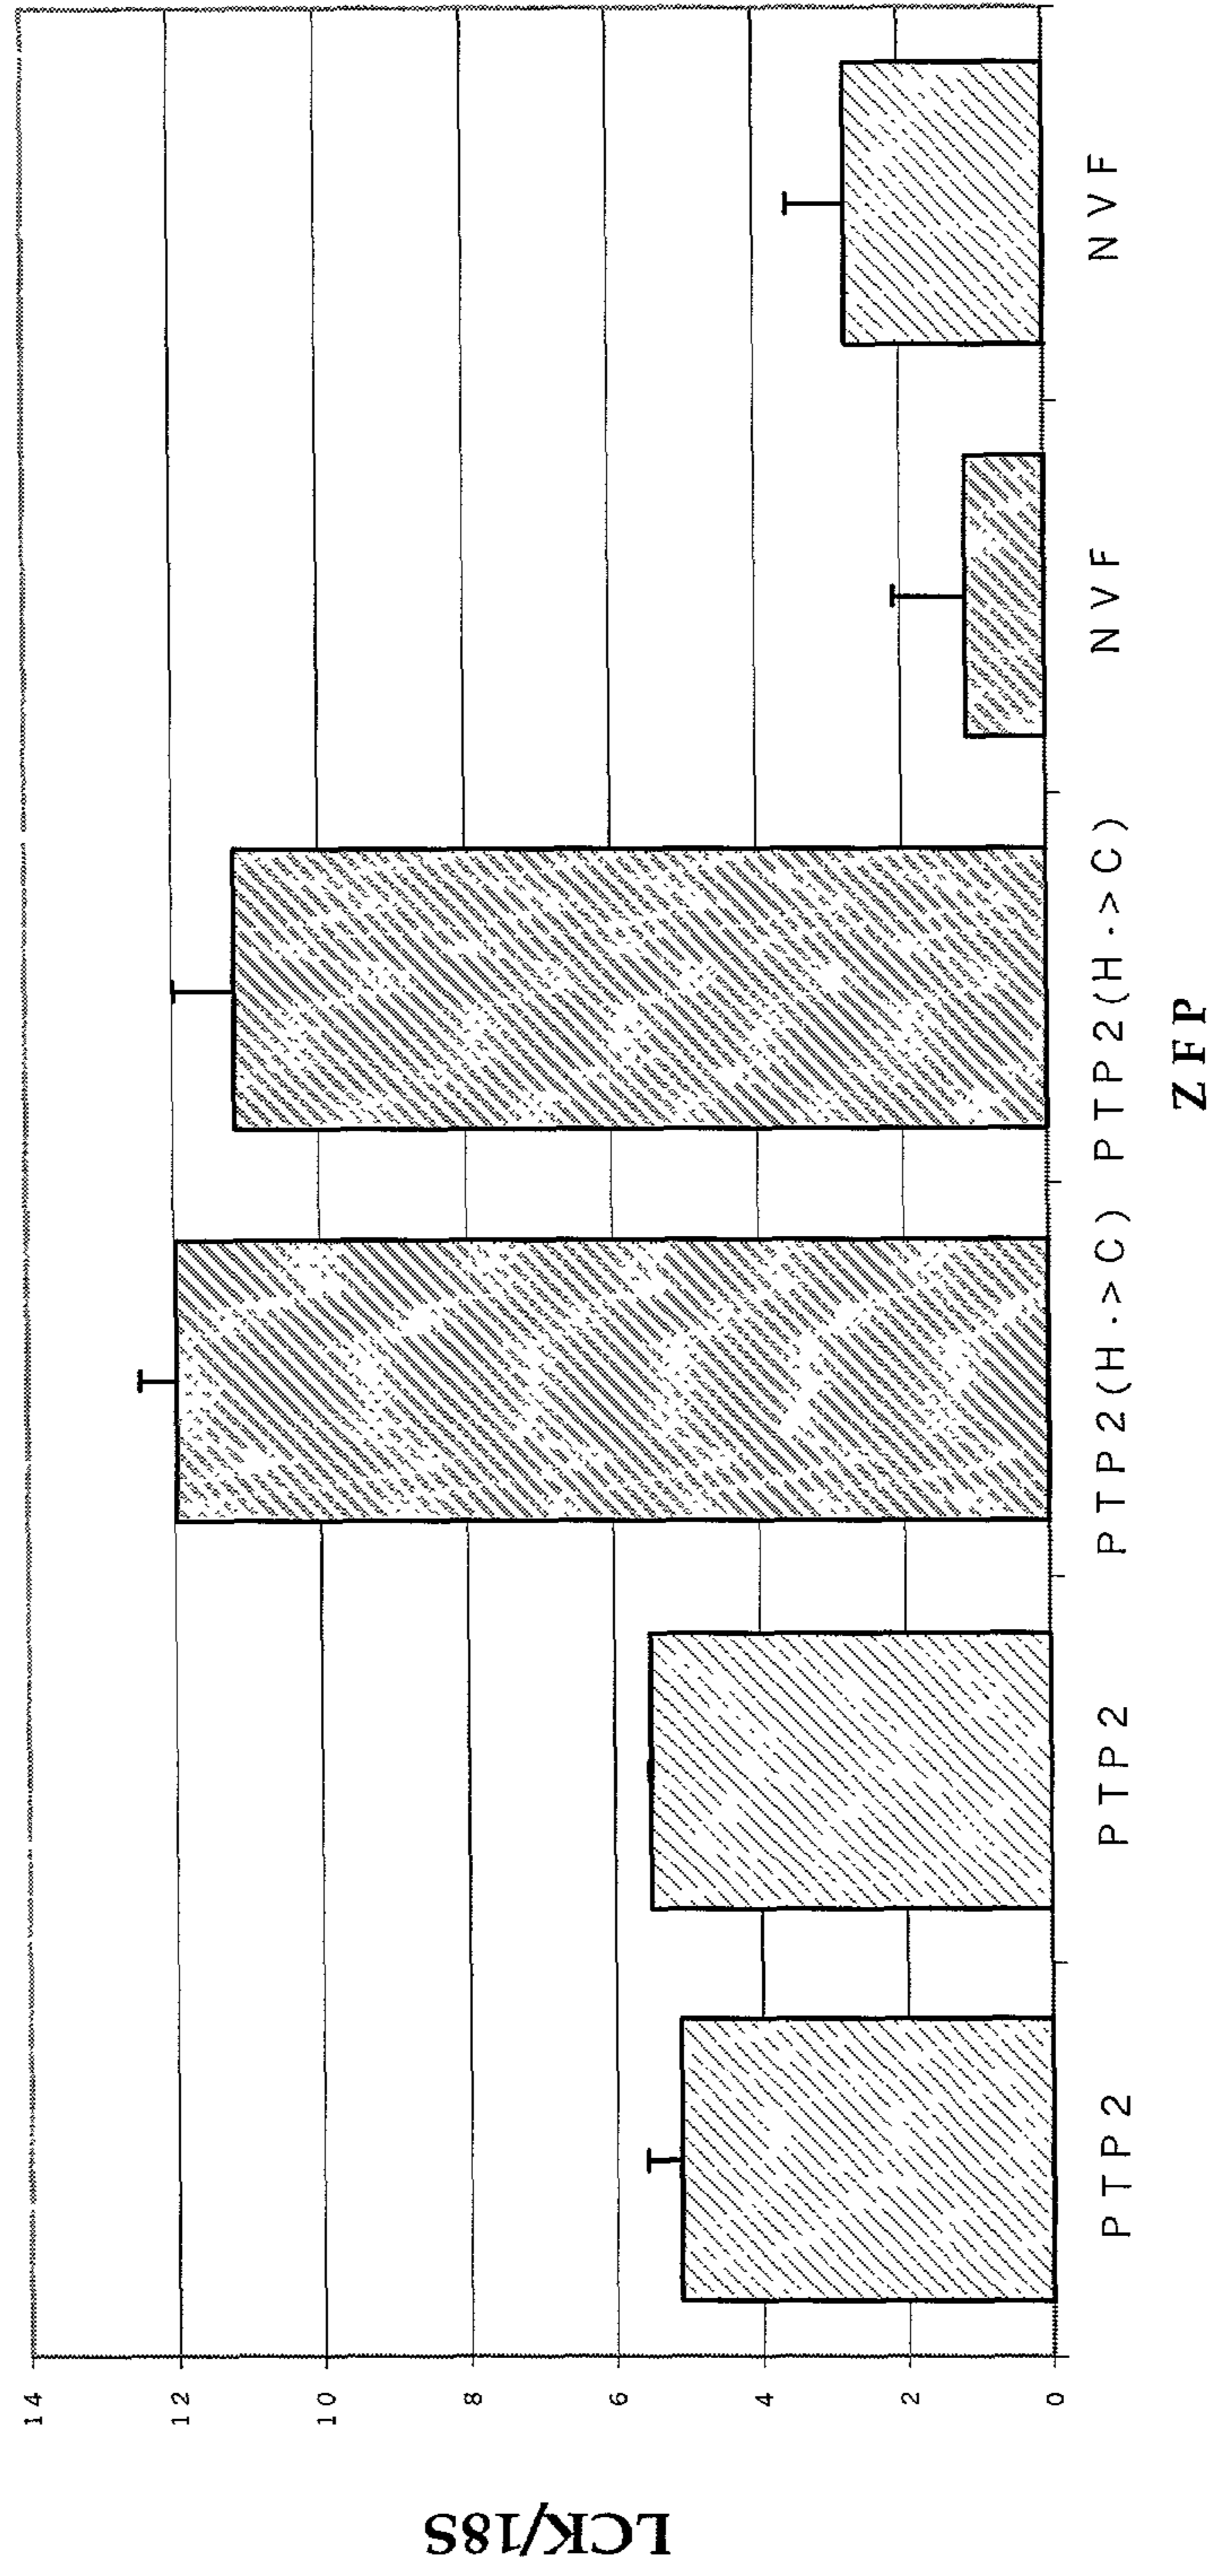 LCK/18S
14
12
10
8
6
4
2
0
PTP2 PTP2 PTP2(H->C) PTP2(H->C) NVF NVF
ZFP